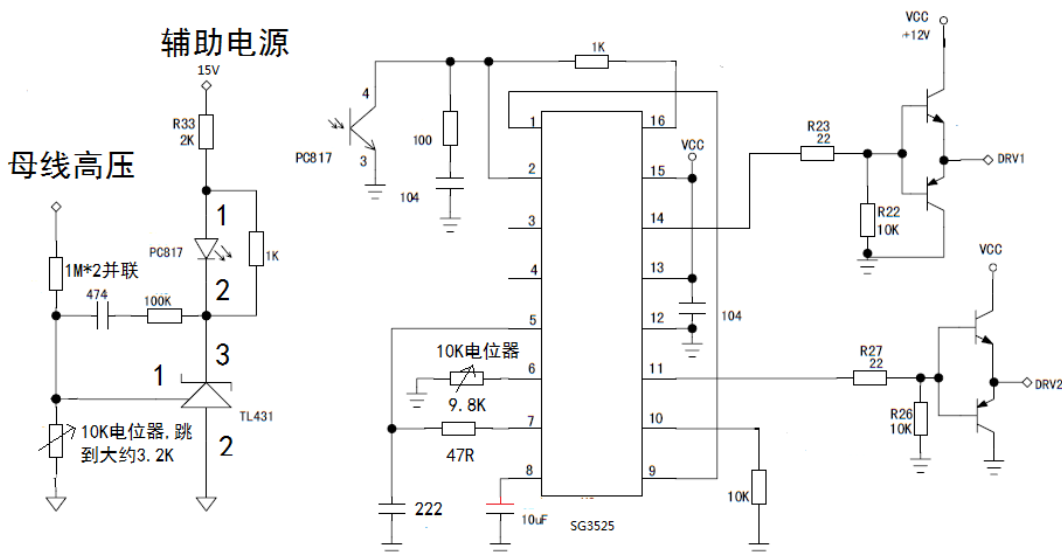 辅助电源
15V
R33
2K
母线高压
1
PC817
1K
2
1M*2并联
474
100K
3
1
TL431
10K电位器,跳
到大约3.2K
2
4
PC817
3
100
104
1K
1
2
3
4
5
6
7
8
16
15
14
13
12
11
10
9
VCC
104
10K电位器
9.8K
47R
222
10uF
SG3525
10K
VCC
+12V
R23
22
DRV1
R22
10K
VCC
R27
22
DRV2
R26
10K